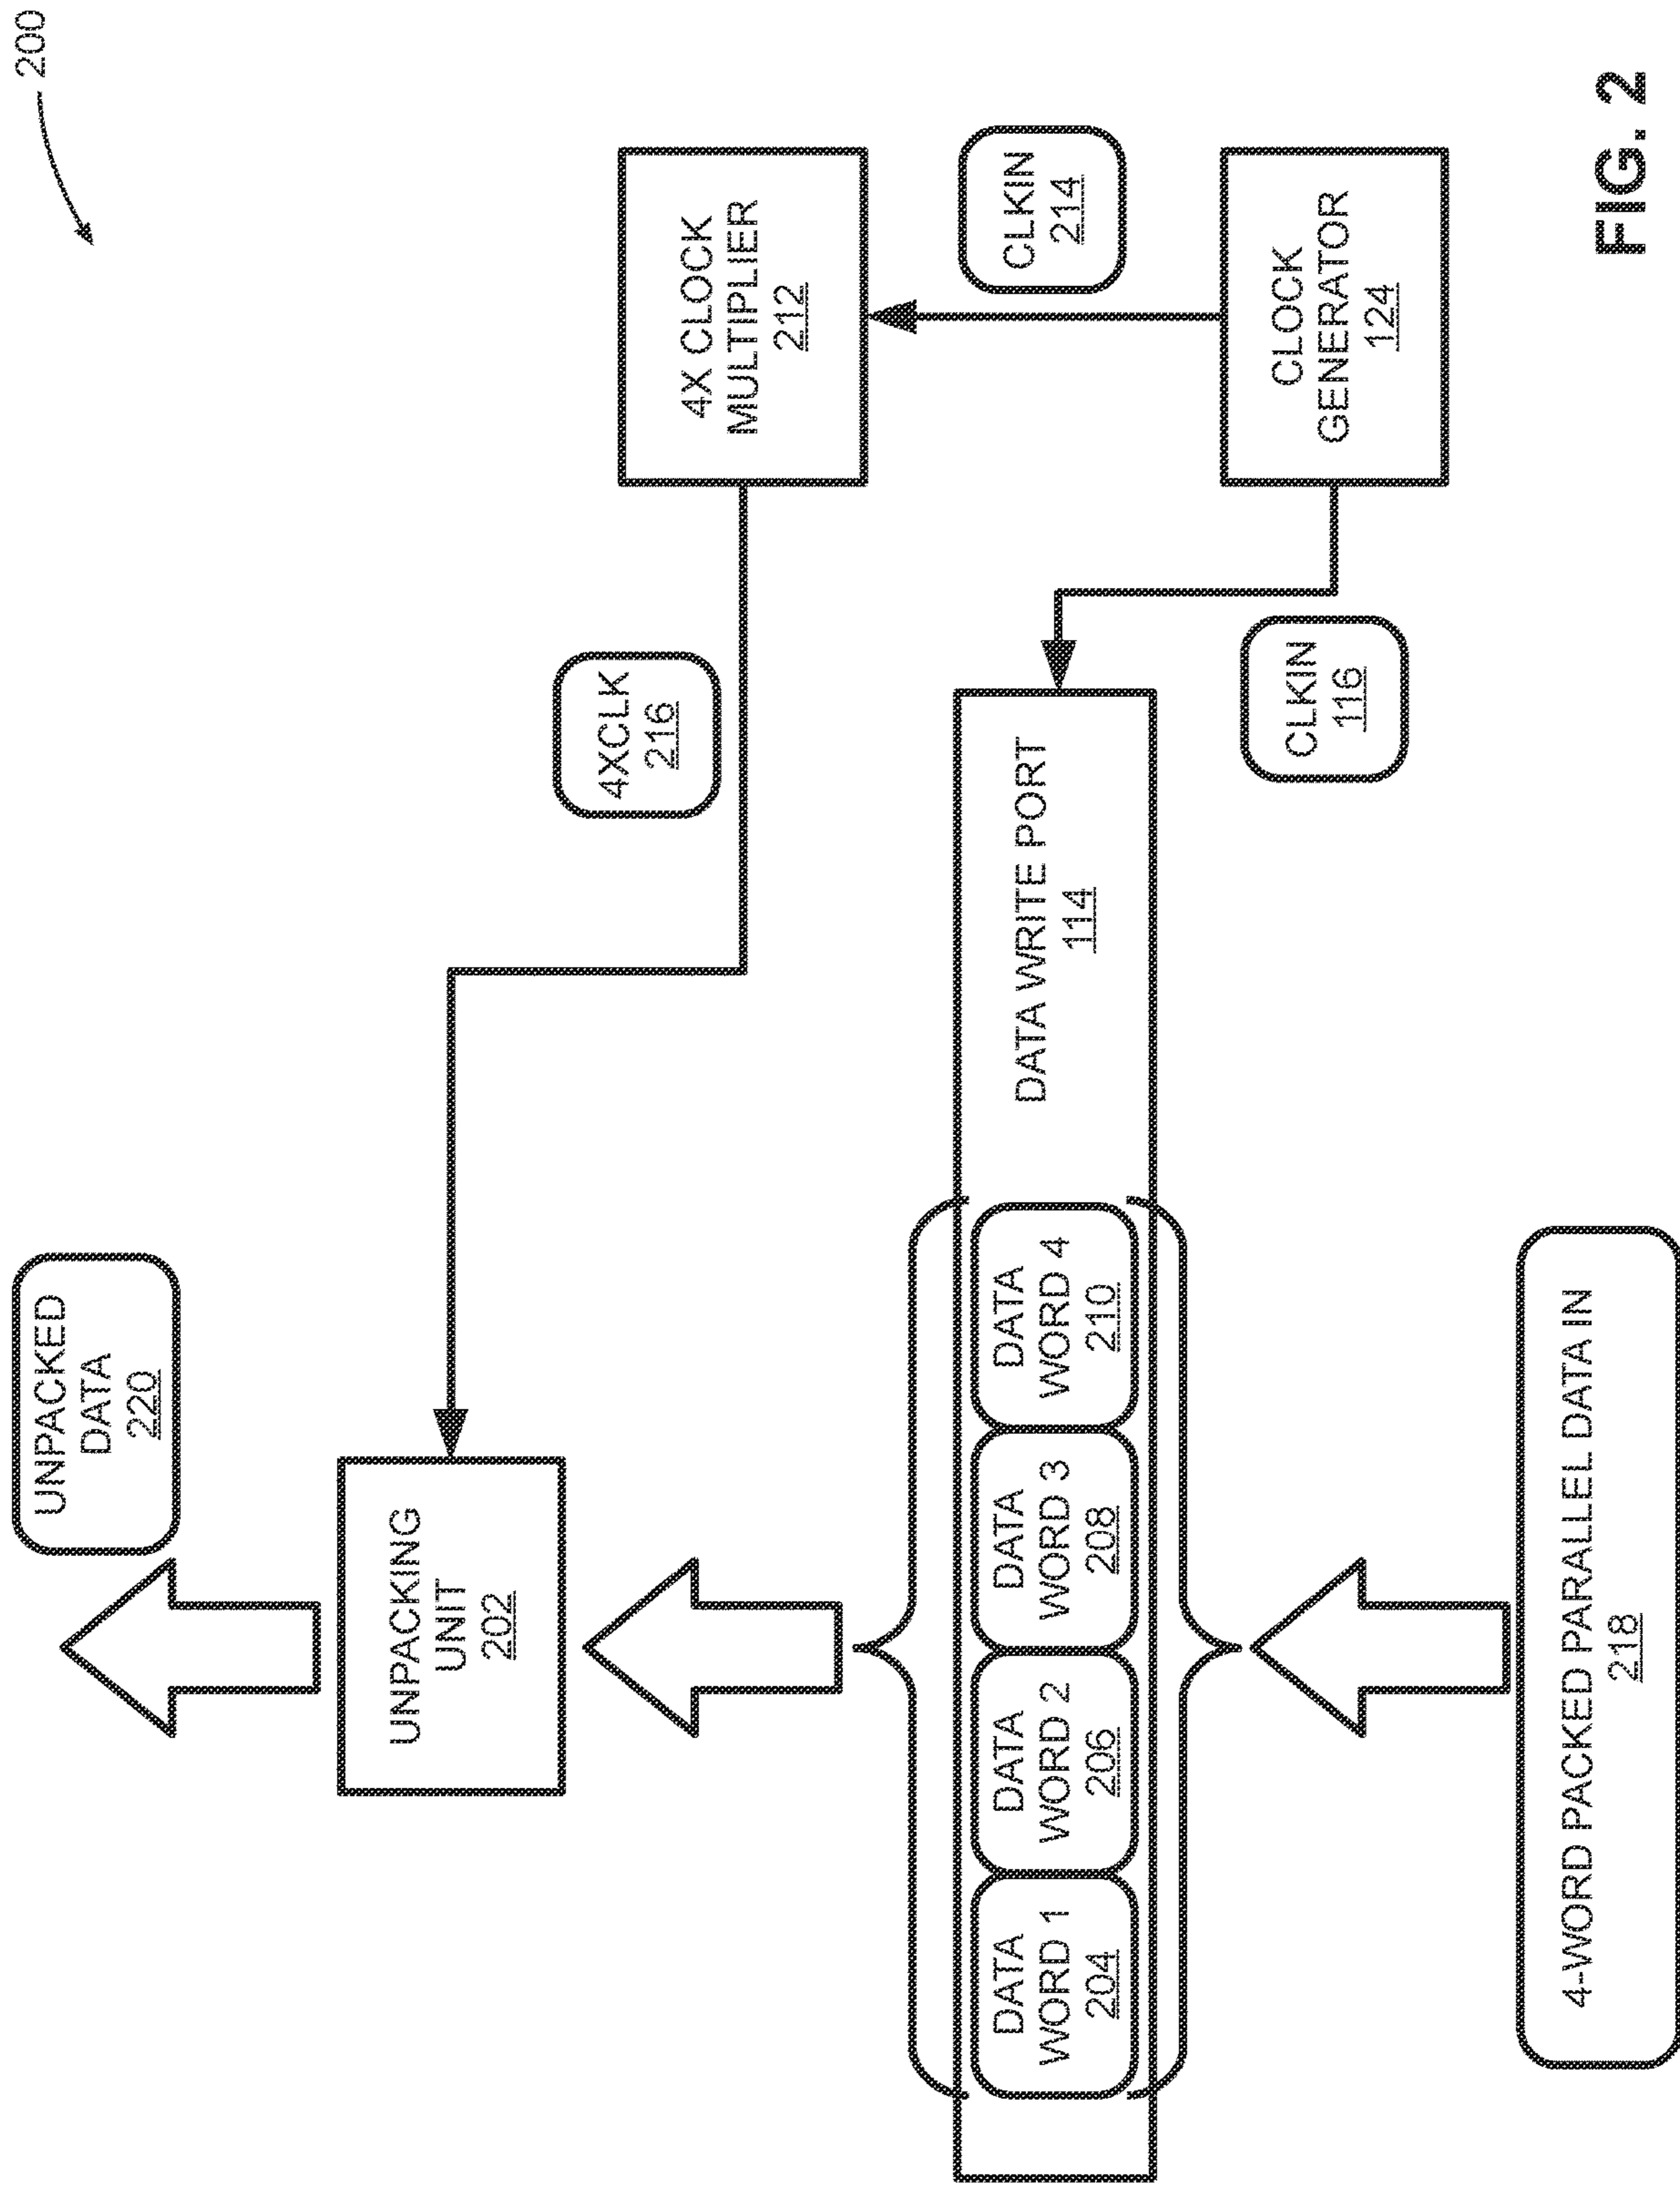 200
UNPACKED
DATA
220
UNPACKING
UNIT
202
4XCLK
216
4X CLOCK
MULTIPLIER
212
DATA
WORD 1
204
DATA
WORD 2
206
DATA
WORD 3
208
DATA
WORD 4
210
DATA WRITE PORT
114
CLKIN
214
CLKIN
116
CLOCK
GENERATOR
124
4-WORD PACKED PARALLEL DATA IN
218
FIG. 2